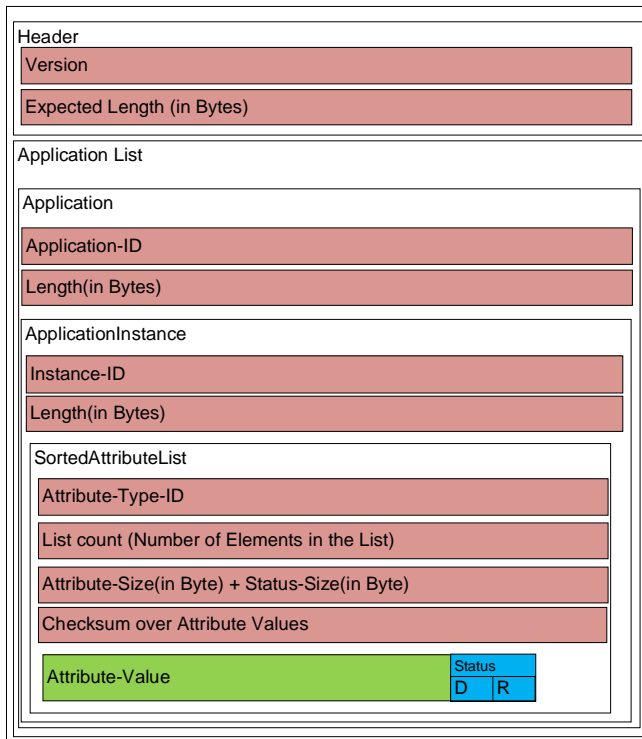 Header
Version
Expected Length (in Bytes)
Application List
Application
Application-ID
Length(in Bytes)
ApplicationInstance
Instance-ID
Length(in Bytes)
SortedAttributeList
Attribute-Type-ID
List count (Number of Elements in the List)
Attribute-Size(in Byte) + Status-Size(in Byte)
Checksum over Attribute Values
Attribute-Value
Status
D R